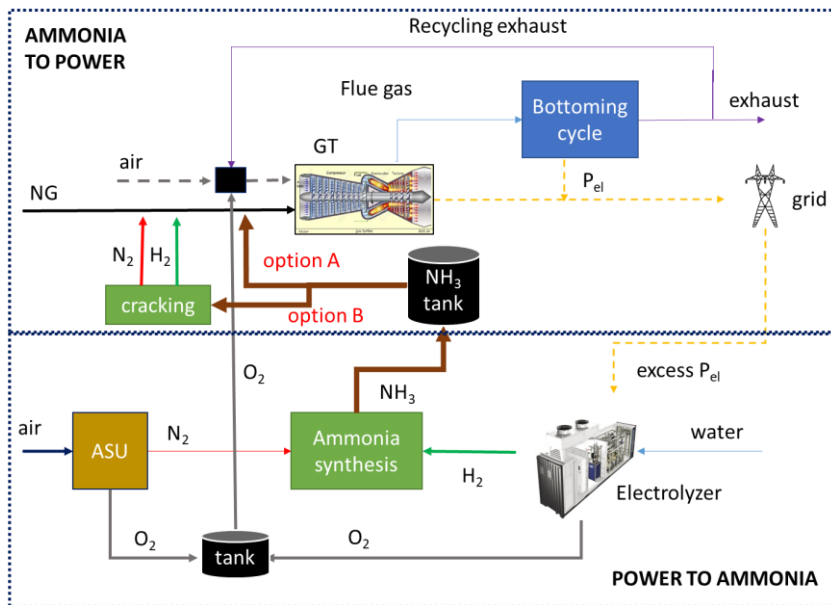 AMMONIA
TO POWER
Recycling exhaust
Flue gas
Bottoming
cycle
exhaust
GT
air
NG
P_el
grid
N₂
H₂
option A
NH₃
tank
cracking
option B
O₂
excess P_el
NH₃
air
ASU
N₂
Ammonia
synthesis
H₂
water
Electrolyzer
O₂
O₂
tank
POWER TO AMMONIA